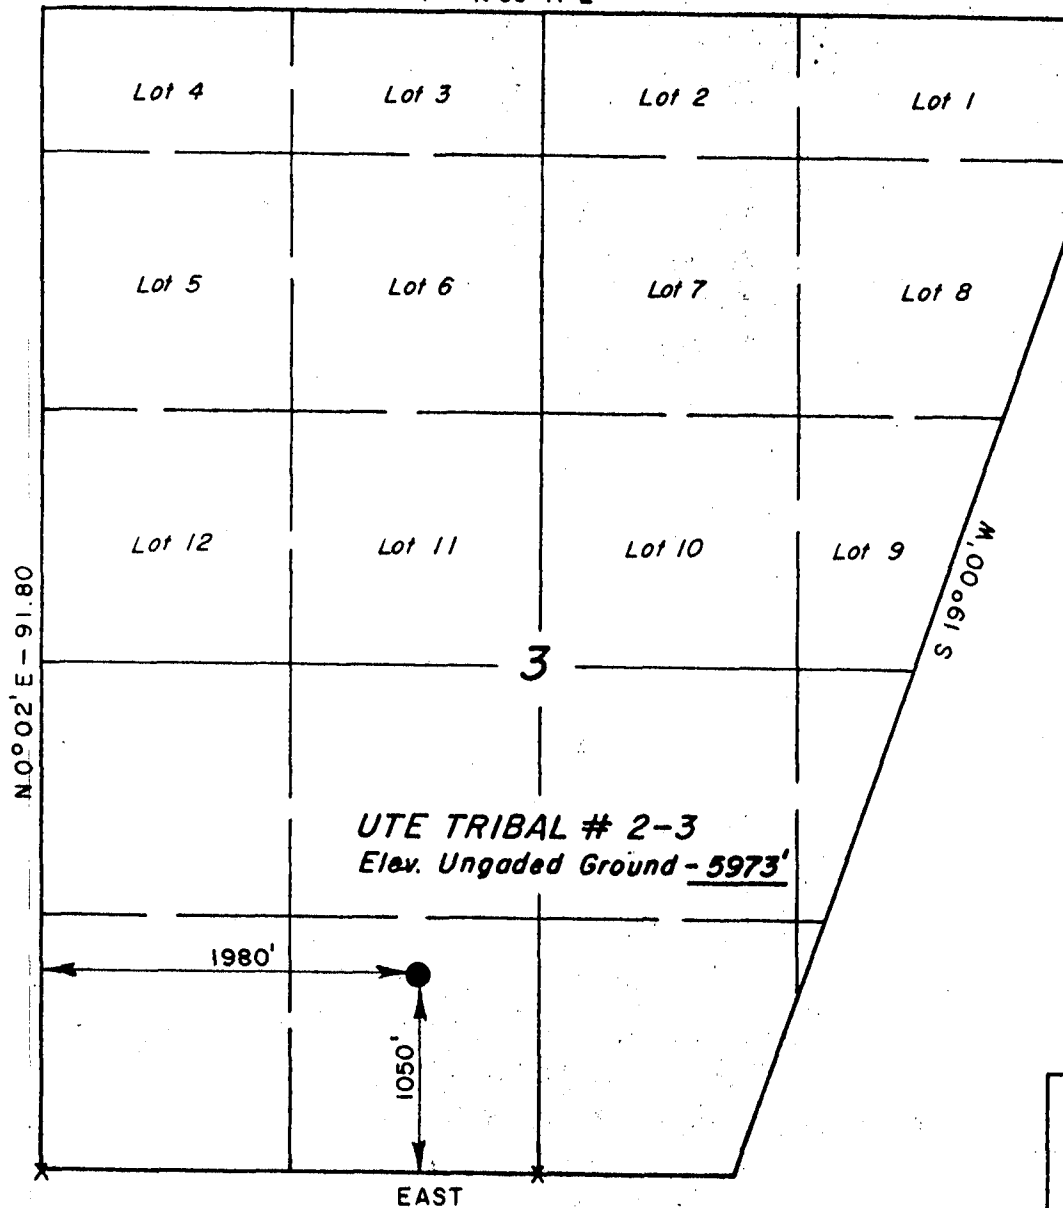 Lot 4
Lot 3
Lot 2
Lot 1
Lot 5
Lot 6
Lot 7
Lot 8
Lot 12
Lot 11
Lot 10
Lot 9
S 19°00'W
N.0°02'E - 91.80
3
UTE TRIBAL # 2-3
Elev. Ungaded Ground - 5973'
1980'
1050'
EAST